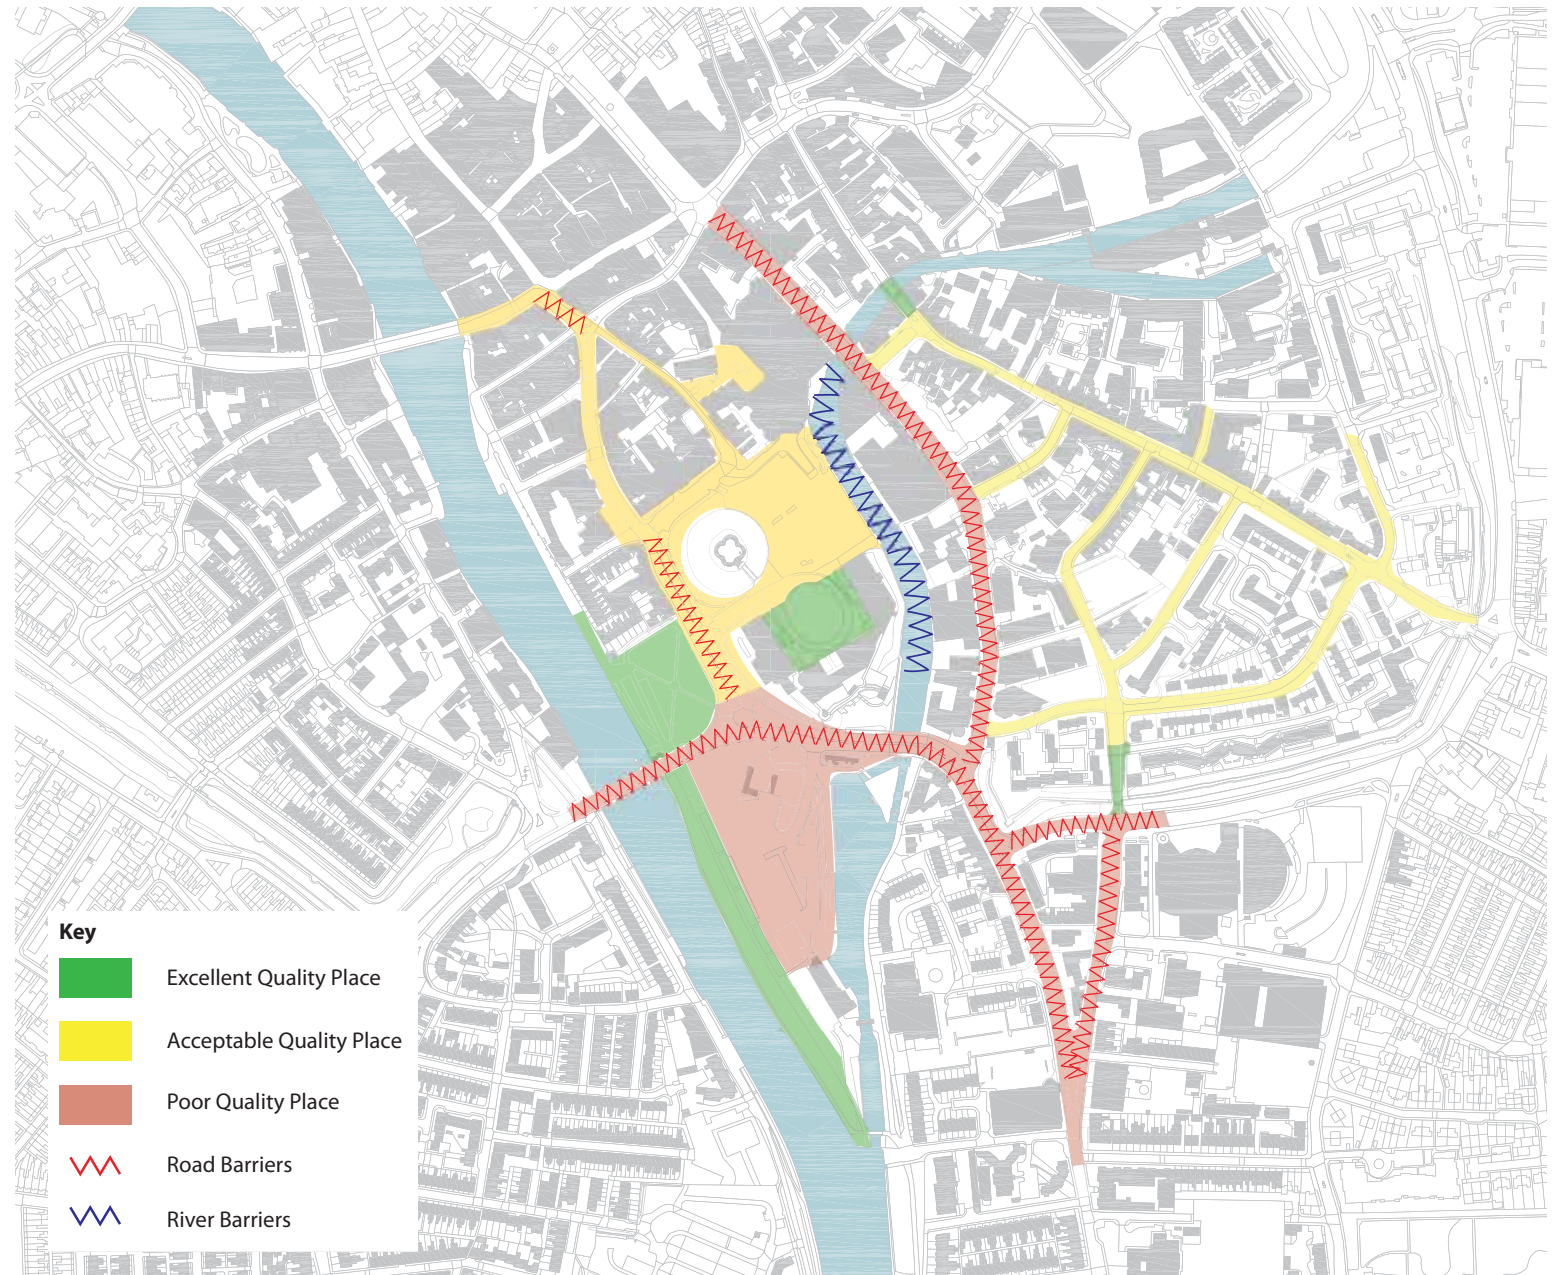 Key
Excellent Quality Place
Acceptable Quality Place
Poor Quality Place
Road Barriers
River Barriers